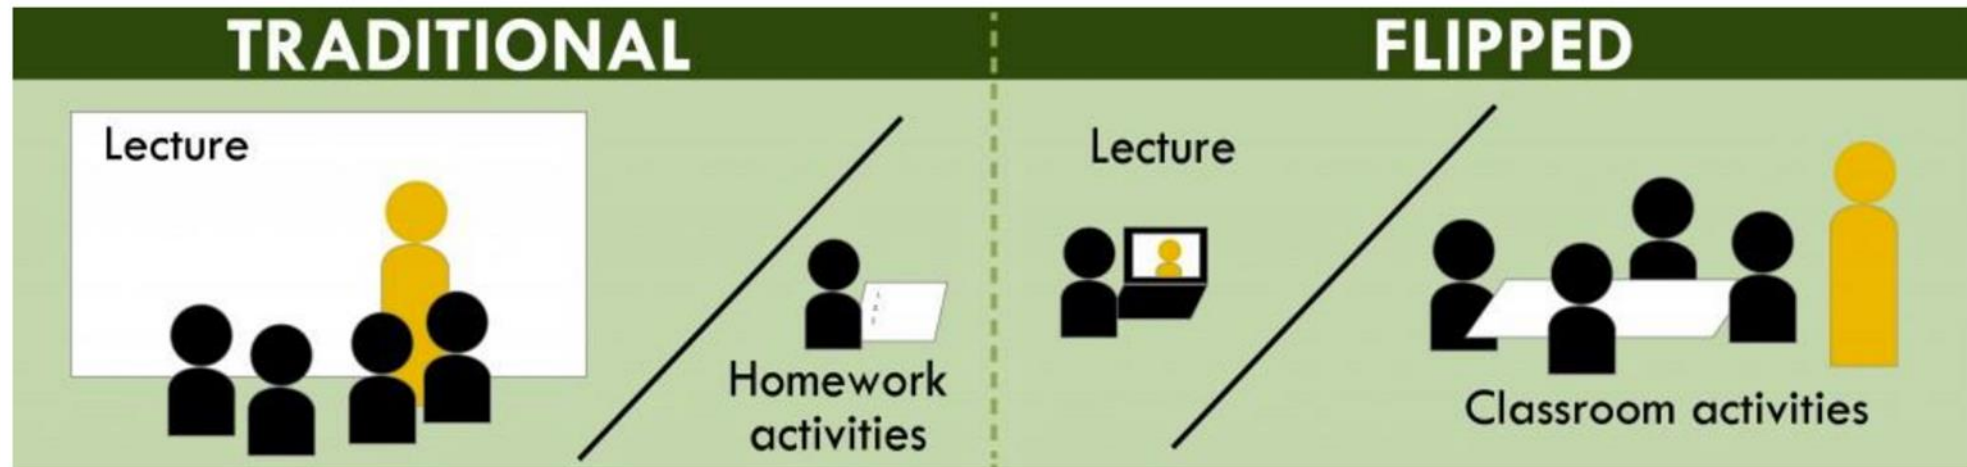 TRADITIONAL
Lecture
Homework
activities
FLIPPED
Lecture
Classroom activities